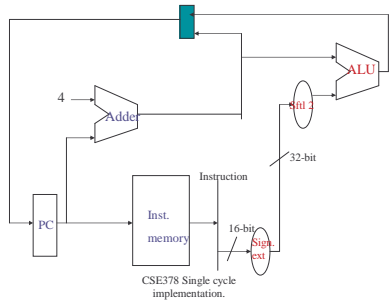 ALU
4
Sftl 2
Adder
32-bit
Instruction
PC
Inst.
memory
16-bit
Sign.
ext
CSE378 Single cycle
implementation.